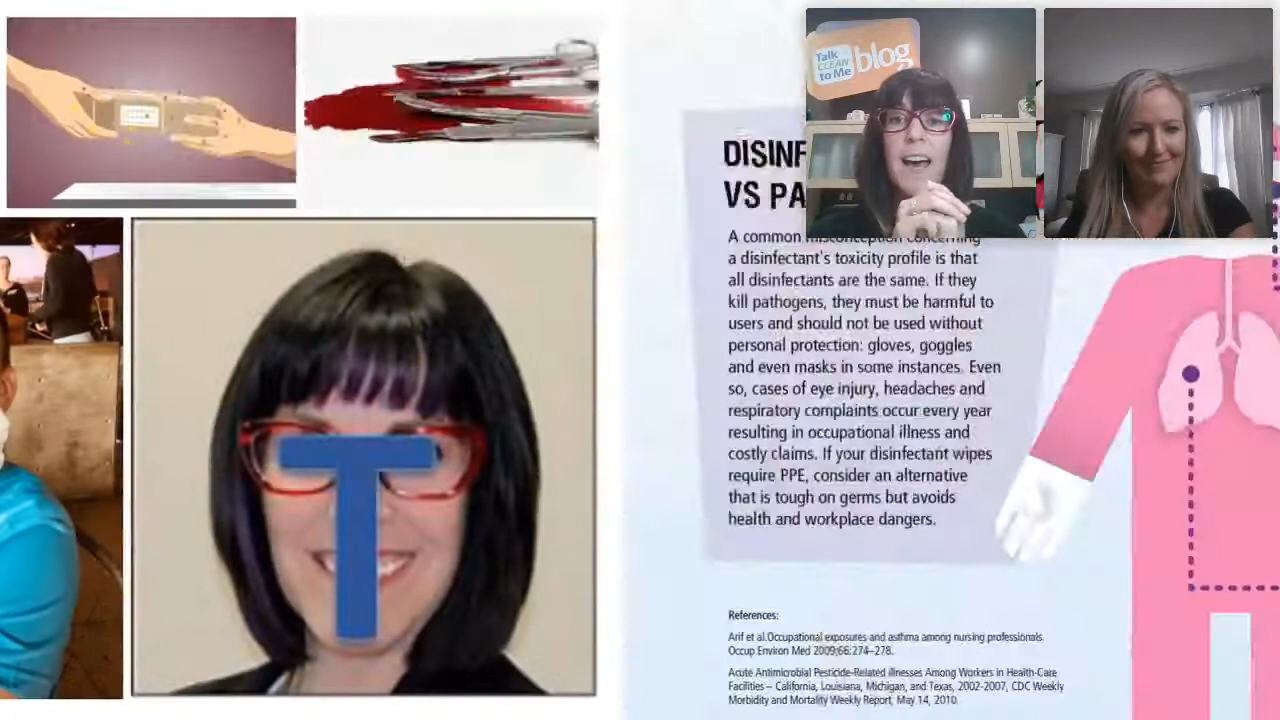 Talk
CLEAN
to Me
blog
T
DISINF
VS PA
A common misconception concerning
a disinfectant's toxicity profile is that
all disinfectants are the same. If they
kill pathogens, they must be harmful to
users and should not be used without
personal protection: gloves, goggles
and even masks in some instances. Even
so, cases of eye injury, headaches and
respiratory complaints occur every year
resulting in occupational illness and
costly claims. If your disinfectant wipes
require PPE, consider an alternative
that is tough on germs but avoids
health and workplace dangers.
References:
Arif et al.Occupational exposures and asthma among nursing professionals.
Occup Environ Med 2009;66:274–278.
Acute Antimicrobial Pesticide-Related illnesses Among Workers in Health-Care
Facilities – California, Louisiana, Michigan, and Texas, 2002-2007, CDC Weekly
Morbidity and Mortality Weekly Report, May 14, 2010.